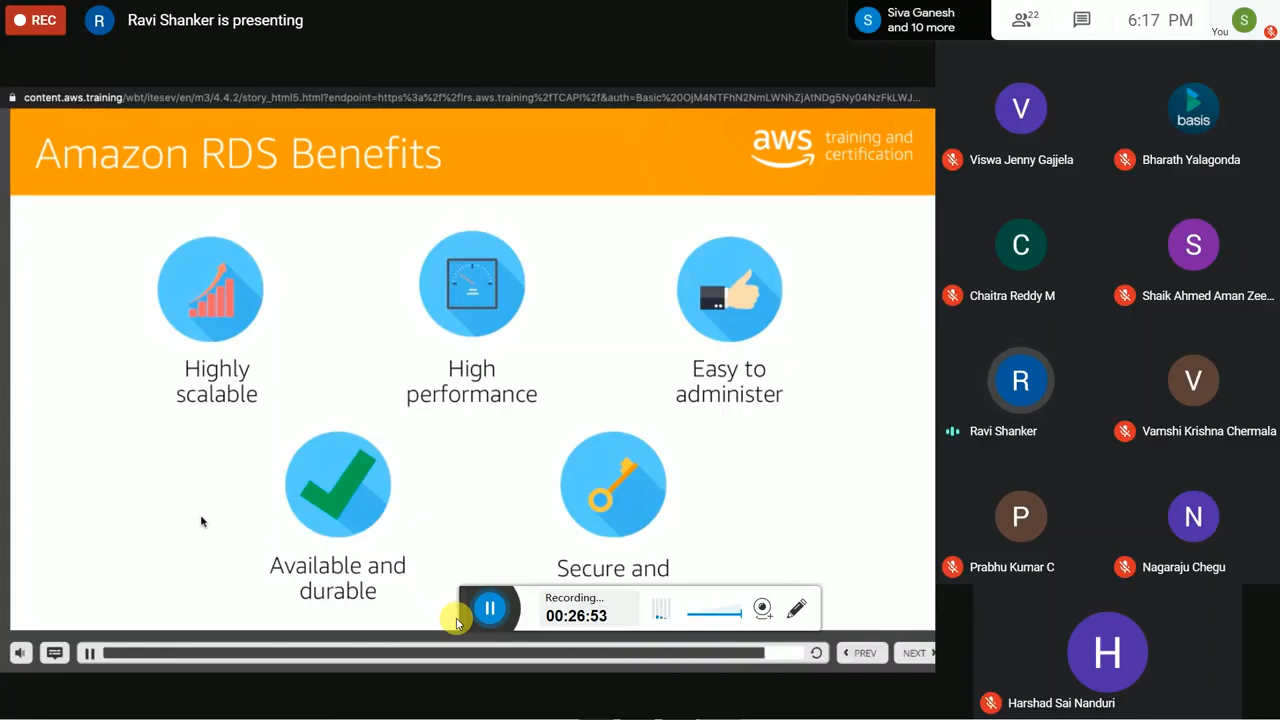 REC
R
Ravi Shanker is presenting
S
Siva Ganesh
and 10 more
22
6:17 PM
You
S
content.aws.training/wbt/itesev/en/m3/4.4.2/story_html5.html?endpoint=https%3a%2f%2flrs.aws.training%2fTCAPI%2f&auth=Basic%20OjM4NTFhN2NmLWNhZjAtNDg5Ny04NzFkLWJ...
Amazon RDS Benefits
aws training and
certification
Highly
scalable
High
performance
Easy to
administer
Available and
durable
Secure and
Recording...
00:26:53
PREV
NEXT
V
Viswa Jenny Gajjela
basis
Bharath Yalagonda
C
Chaitra Reddy M
S
Shaik Ahmed Aman Zee...
R
Ravi Shanker
V
Vamshi Krishna Chermala
P
Prabhu Kumar C
N
Nagaraju Chegu
H
Harshad Sai Nanduri